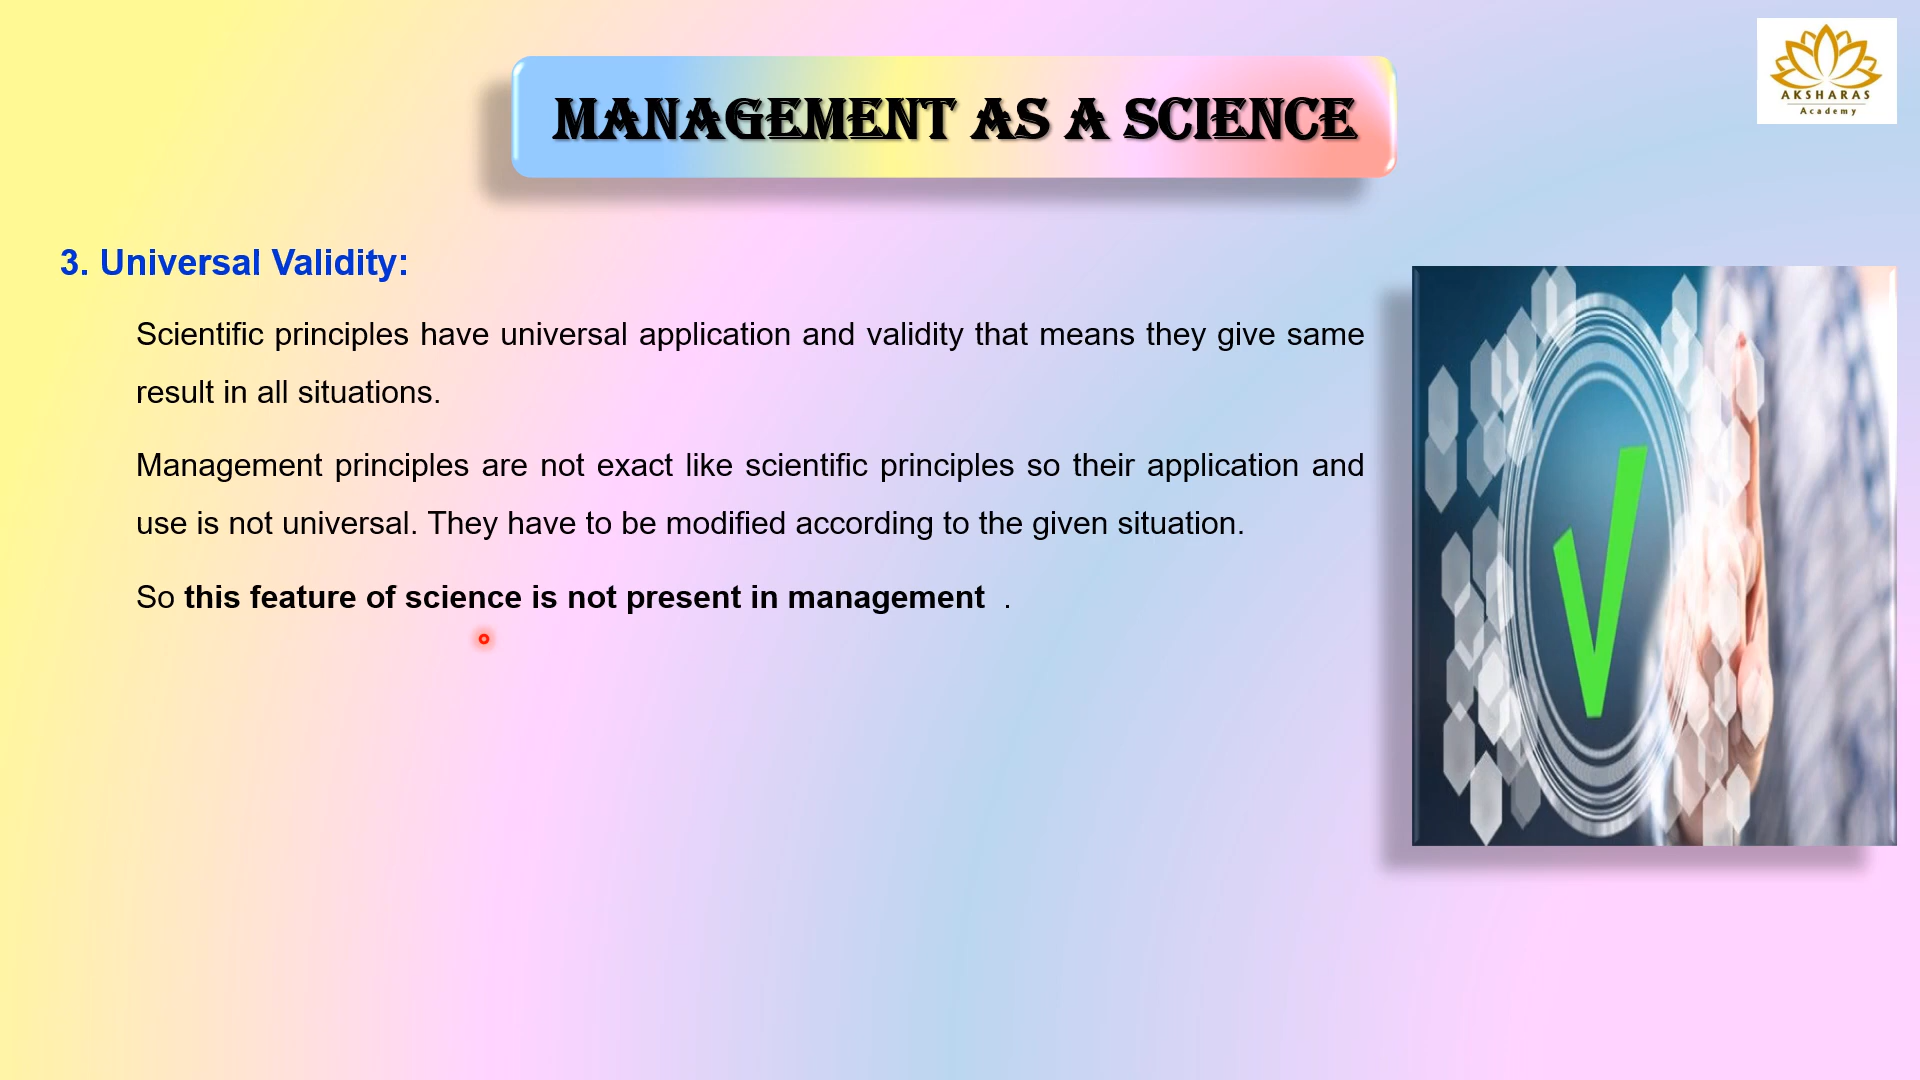 MANAGEMENT AS A SCIENCE
AKSHARAS
Academy
3. Universal Validity:
Scientific principles have universal application and validity that means they give same
result in all situations.
Management principles are not exact like scientific principles so their application and
use is not universal. They have to be modified according to the given situation.
So this feature of science is not present in management .